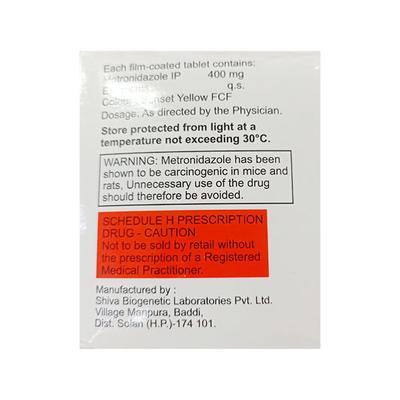 Each film-coated tablet contains:
Metronidazole IP 400 mg
q.s.
Sunset Yellow FCF
Dosage: As directed by the Physician.
Store protected from light at a
temperature not exceeding 30°C.
WARNING: Metronidazole has been
shown to be carcinogenic in mice and
rats, Unnecessary use of the drug
should therefore be avoided.
SCHEDULE H PRESCRIPTION
DRUG - CAUTION
Not to be sold by retail without
the prescription of a Registered
Medical Practitioner.
Manufactured by :
Shiva Biogenetic Laboratories Pvt. Ltd.
Village Manpura, Baddi,
Dist. Solan (H.P.)-174 101.